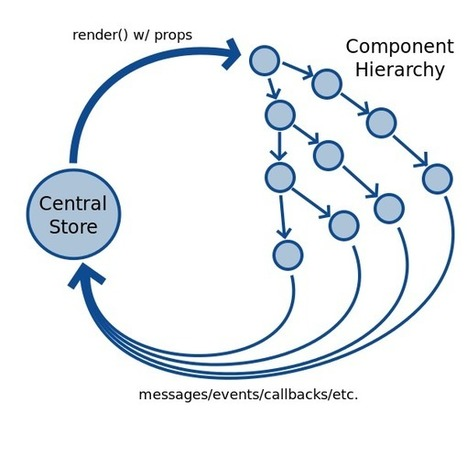 render() w/ props
Component
Hierarchy
Central
Store
messages/events/callbacks/etc.